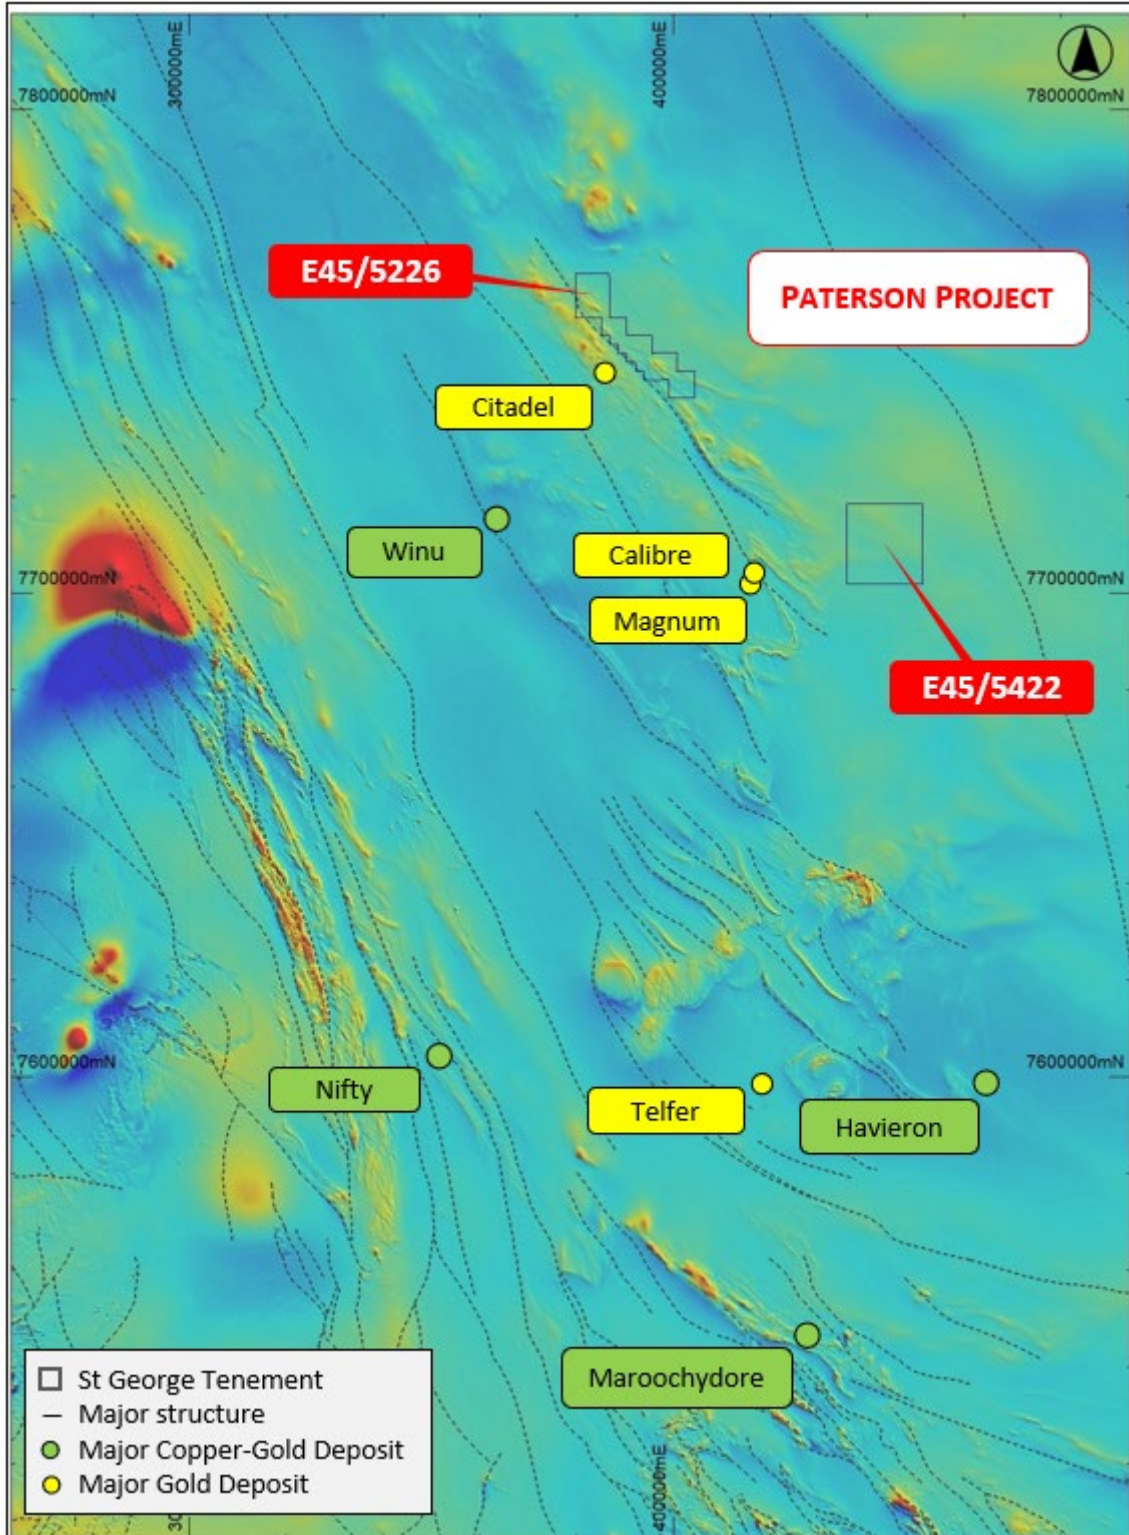 300000mE
400000mE
7800000mN
7800000mN
E45/5226
PATERSON PROJECT
Citadel
Winu
Calibre
7700000mN
7700000mN
Magnum
E45/5422
7600000mN
7600000mN
Nifty
Telfer
Havieron
Maroochydore
St George Tenement
Major structure
Major Copper-Gold Deposit
Major Gold Deposit
400000mE